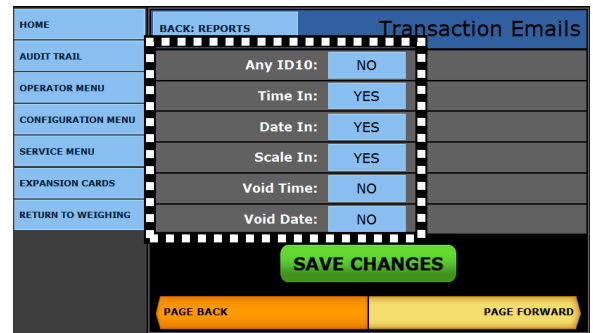 HOME
BACK: REPORTS
Transaction Emails
AUDIT TRAIL
OPERATOR MENU
CONFIGURATION MENU
SERVICE MENU
EXPANSION CARDS
RETURN TO WEIGHING
Any ID10: NO
Time In: YES
Date In: YES
Scale In: YES
Void Time: NO
Void Date: NO
SAVE CHANGES
PAGE BACK
PAGE FORWARD